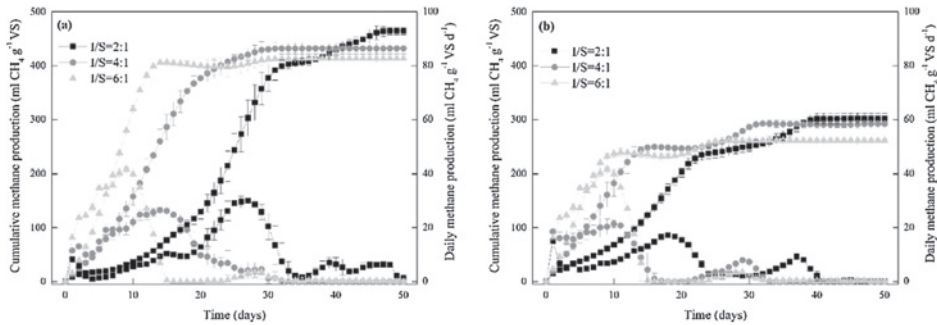 (a)
I/S=2:1
I/S=4:1
I/S=6:1
Cumulative methane production (ml CH₄ g⁻¹ VS)
500
400
300
200
100
0
Daily methane production (ml CH₄ g⁻¹ VS d⁻¹)
100
80
60
40
20
0
0 10 20 30 40 50
Time (days)
(b)
I/S=2:1
I/S=4:1
I/S=6:1
Cumulative methane production (ml CH₄ g⁻¹ VS)
500
400
300
200
100
0
Daily methane production (ml CH₄ g⁻¹ VS d⁻¹)
100
80
60
40
20
0
0 10 20 30 40 50
Time (days)